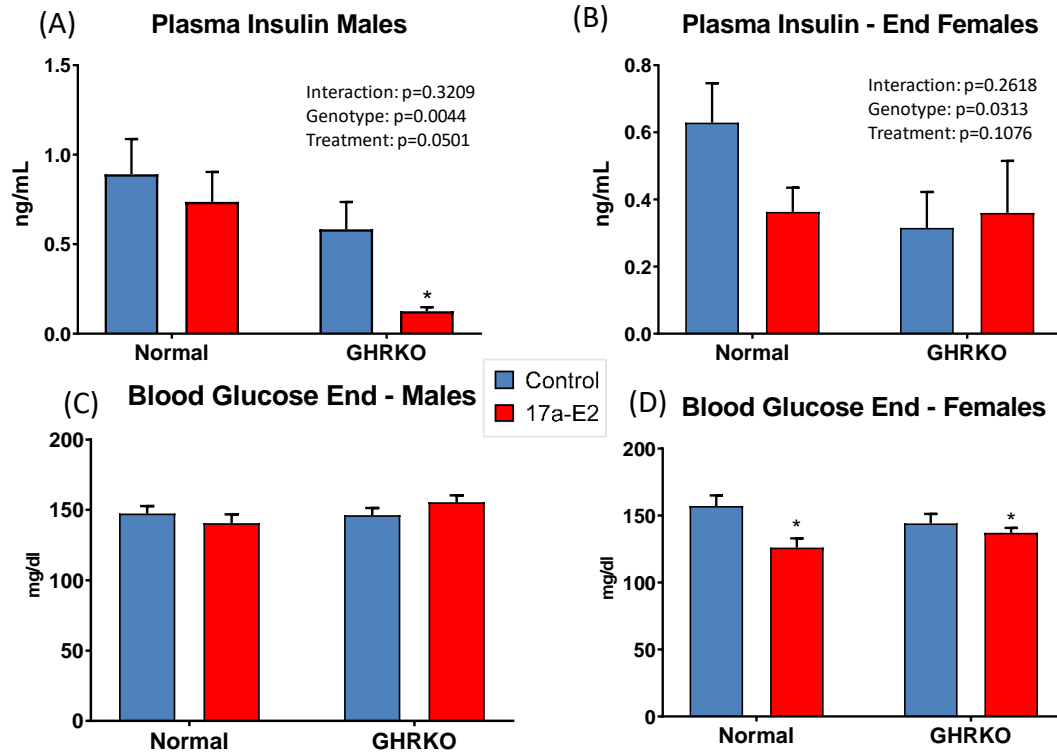 (A)
Plasma Insulin Males
ng/mL
1.5
1.0
0.5
0.0
Interaction: p=0.3209
Genotype: p=0.0044
Treatment: p=0.0501
*
Normal
GHRKO
(B)
Plasma Insulin - End Females
ng/mL
0.8
0.6
0.4
0.2
0.0
Interaction: p=0.2618
Genotype: p=0.0313
Treatment: p=0.1076
Normal
GHRKO
Control
17a-E2
(C)
Blood Glucose End - Males
mg/dl
200
150
100
50
0
Normal
GHRKO
(D)
Blood Glucose End - Females
mg/dl
200
150
100
50
0
*
*
Normal
GHRKO